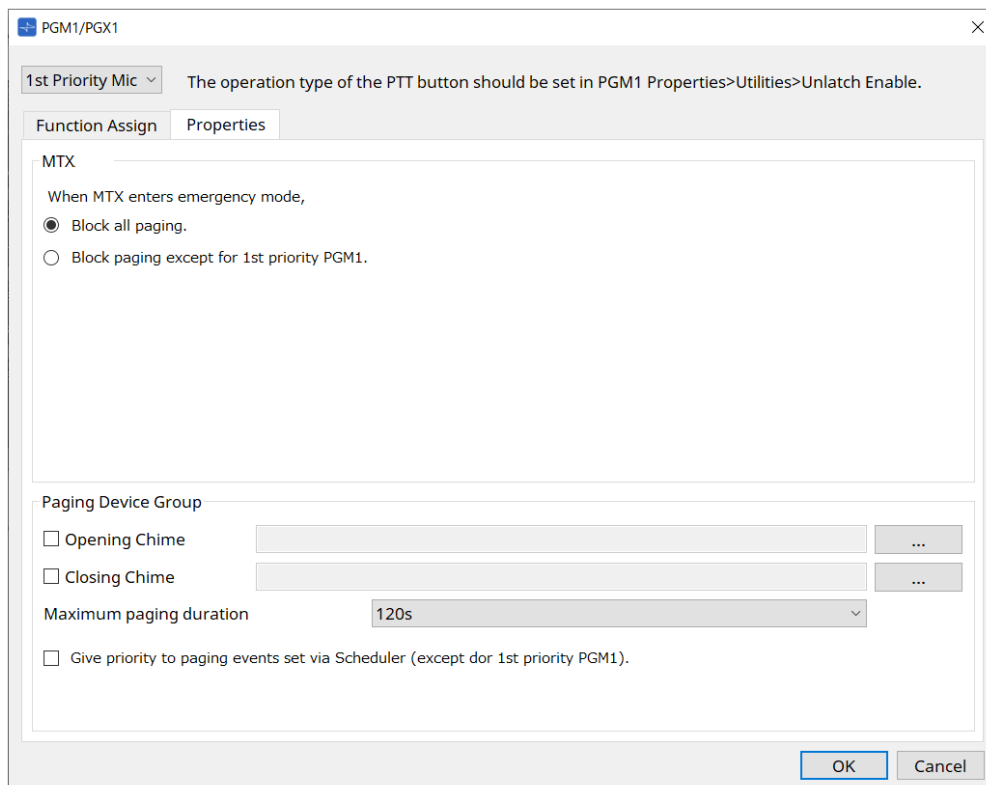 PGM1/PGX1
1st Priority Mic
The operation type of the PTT button should be set in PGM1 Properties>Utilities>Unlatch Enable.
Function Assign
Properties
MTX
When MTX enters emergency mode,
Block all paging.
Block paging except for 1st priority PGM1.
Paging Device Group
Opening Chime
...
Closing Chime
...
Maximum paging duration
120s
Give priority to paging events set via Scheduler (except dor 1st priority PGM1).
OK
Cancel